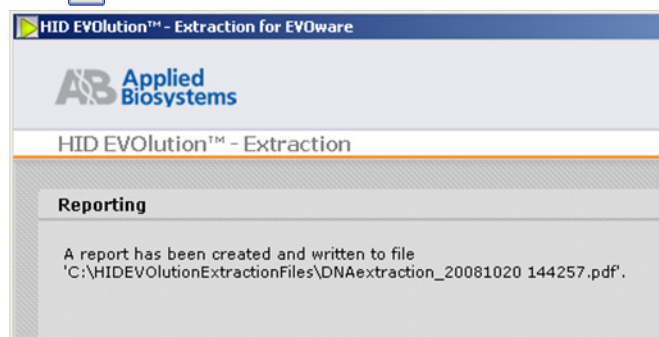 HID EVOlution™ - Extraction for EVOware
AB Applied
Biosystems
HID EVOlution™ - Extraction
Reporting
A report has been created and written to file
'C:\HIDEVOlutionExtractionFiles\DNAextraction_20081020 144257.pdf'.